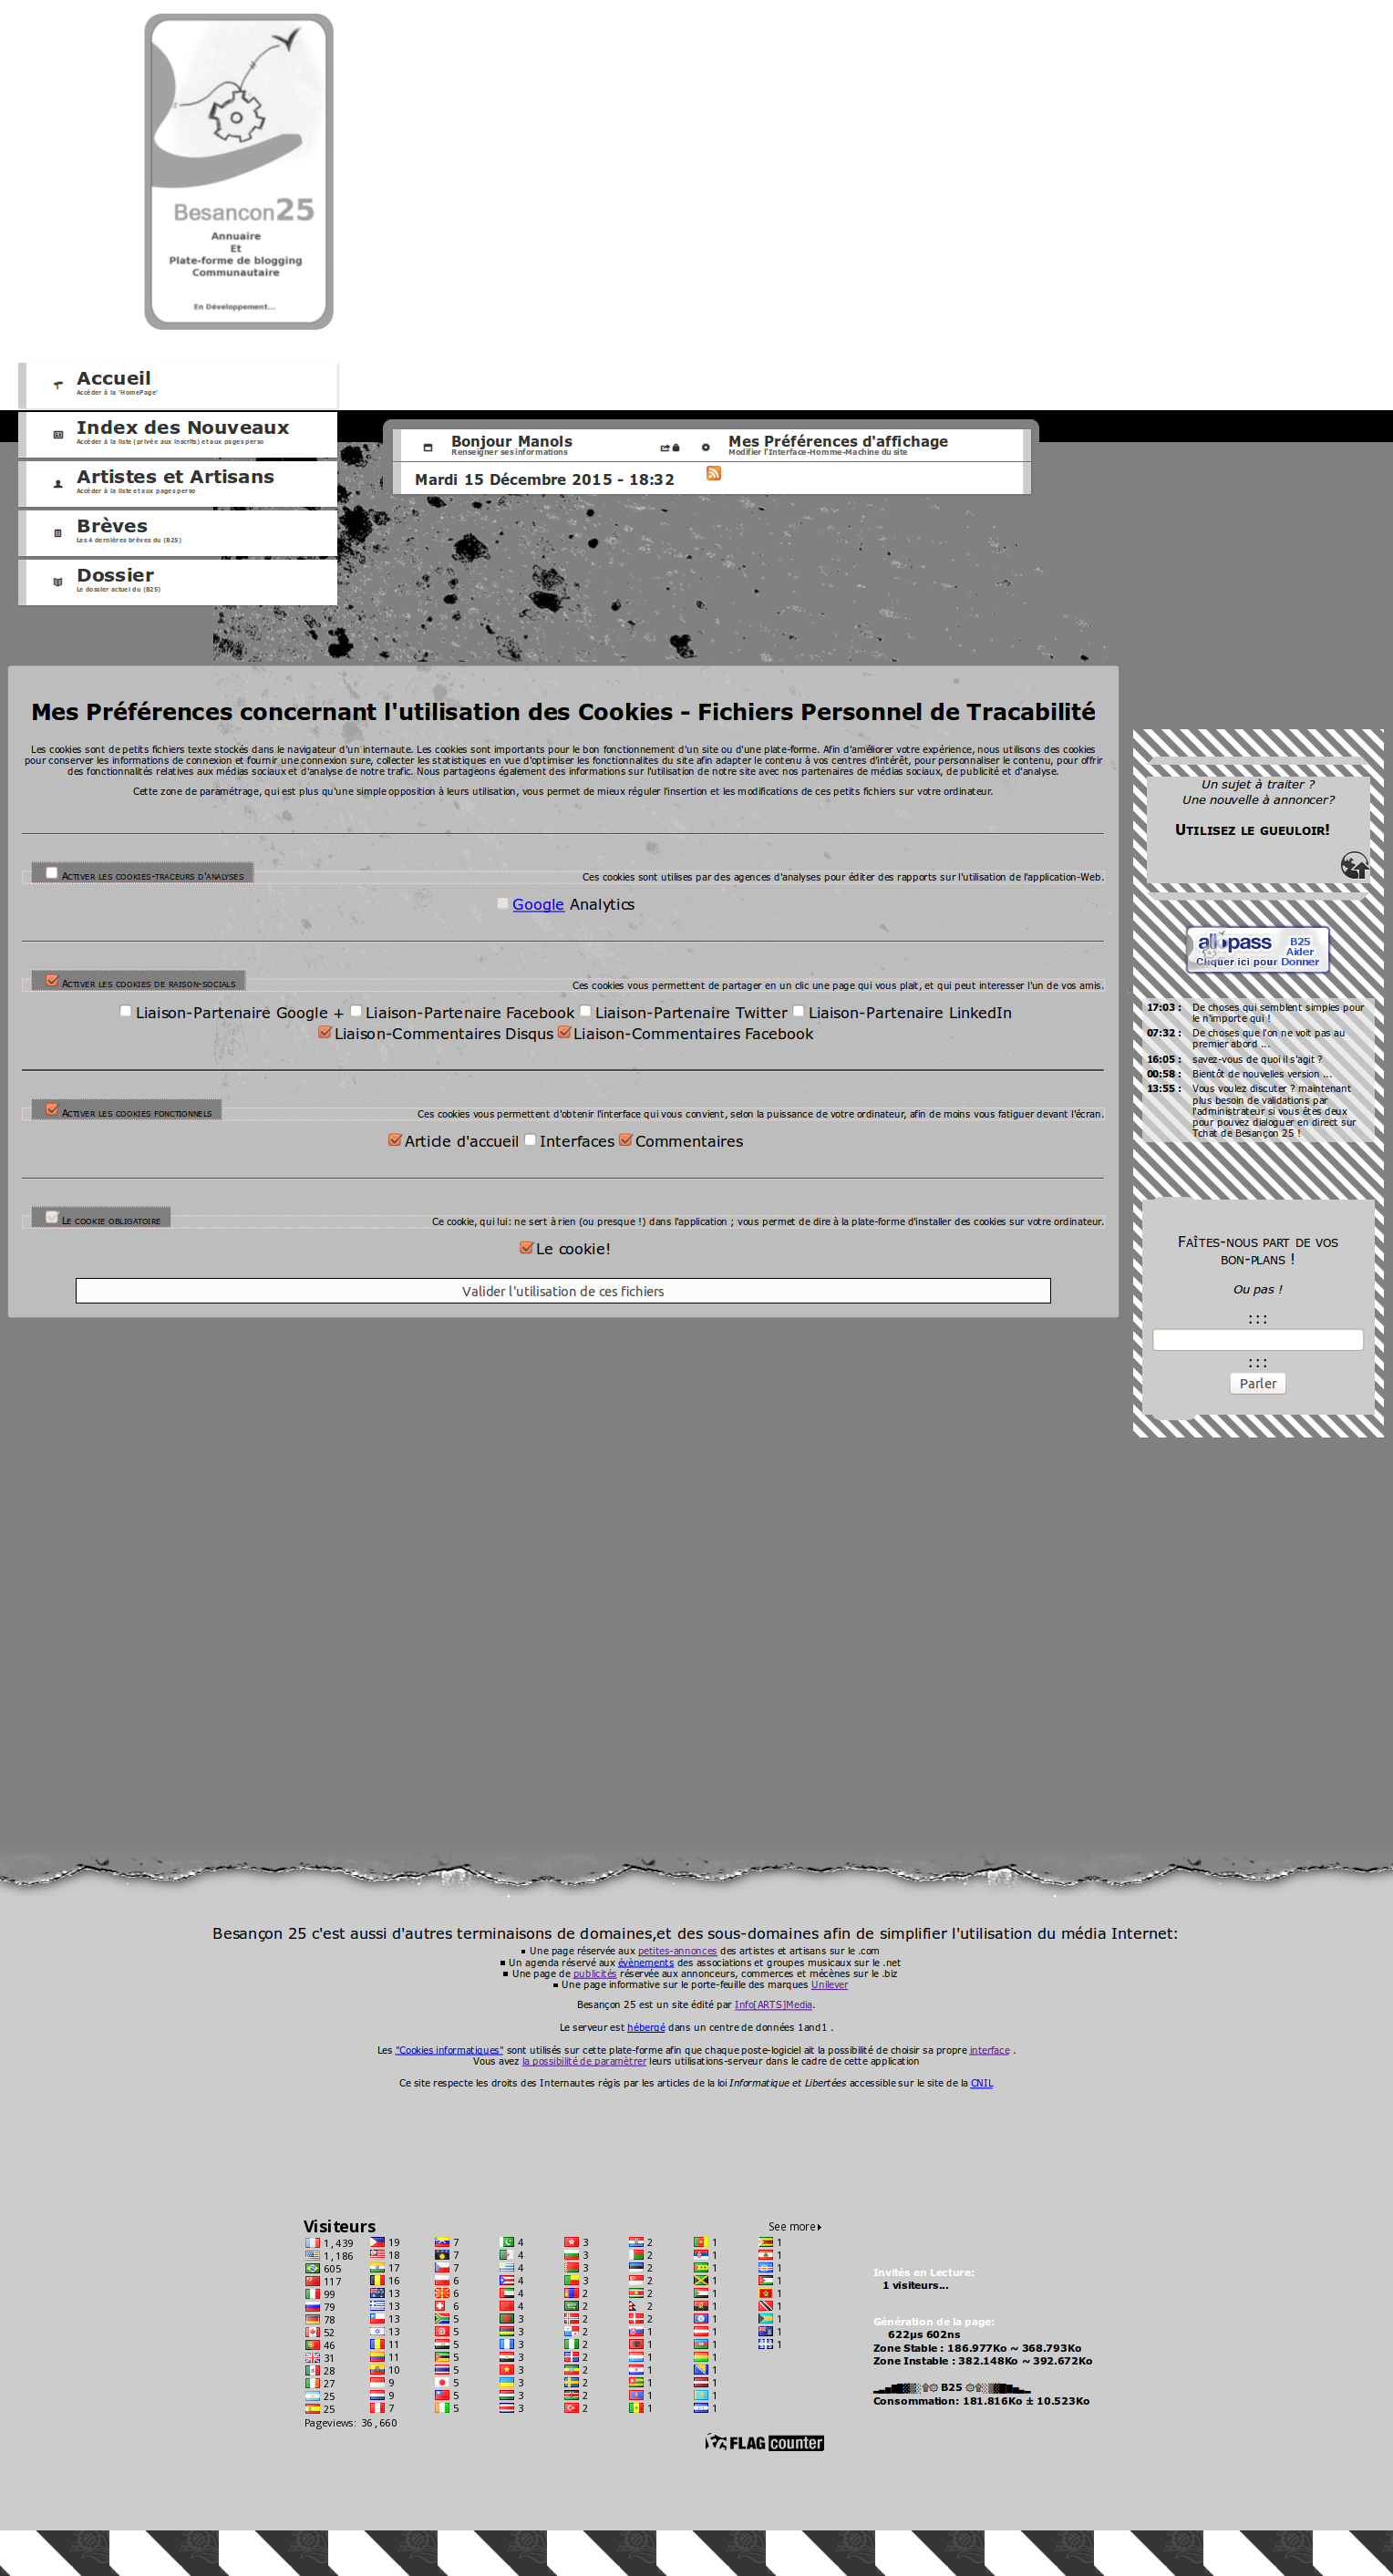 Besancon25
Annuaire
Et
Plate-forme de blogging
Communautaire
En Développement...
Accueil
Accéder à la 'HomePage'
Index des Nouveaux
Accéder à la liste (privée aux Inscrits) et aux pages perso
Artistes et Artisans
Accéder à la liste et aux pages perso
Brèves
Les 4 dernières brèves du (B25)
Dossier
Le dossier actuel du (B25)
Bonjour Manols
Renseigner ses informations
Mes Préférences d'affichage
Modifier l'Interface-Homme-Machine du site
Mardi 15 Décembre 2015 - 18:32
Mes Préférences concernant l'utilisation des Cookies - Fichiers Personnel de Tracabilité
Les cookies sont de petits fichiers texte stockés dans le navigateur d'un internaute. Les cookies sont importants pour le bon fonctionnement d'un site ou d'une plate-forme. Afin d'améliorer votre expérience, nous utilisons des cookies
pour conserver les informations de connexion et fournir une connexion sure, collecter les statistiques en vue d'optimiser les fonctionnalites du site afin adapter le contenu à vos centres d'intérêt, pour personnaliser le contenu, pour offrir
des fonctionnalités relatives aux médias sociaux et d'analyse de notre trafic. Nous partageons également des informations sur l'utilisation de notre site avec nos partenaires de médias sociaux, de publicité et d'analyse.
Cette zone de paramétrage, qui est plus qu'une simple opposition à leurs utilisation, vous permet de mieux réguler l'insertion et les modifications de ces petits fichiers sur votre ordinateur.
Activer les cookies-traceurs d'analyses
Ces cookies sont utilises par des agences d'analyses pour éditer des rapports sur l'utilisation de l'application-Web.
Google Analytics
Activer les cookies de raison-socials
Ces cookies vous permettent de partager en un clic une page qui vous plait, et qui peut interesser l'un de vos amis.
Liaison-Partenaire Google + Liaison-Partenaire Facebook Liaison-Partenaire Twitter Liaison-Partenaire LinkedIn
Liaison-Commentaires Disqus Liaison-Commentaires Facebook
Activer les cookies fonctionnels
Ces cookies vous permettent d'obtenir l'interface qui vous convient, selon la puissance de votre ordinateur, afin de moins vous fatiguer devant l'écran.
Article d'accueil Interfaces Commentaires
Le cookie obligatoire
Ce cookie, qui lui: ne sert à rien (ou presque !) dans l'application ; vous permet de dire à la plate-forme d'installer des cookies sur votre ordinateur.
Le cookie!
Valider l'utilisation de ces fichiers
Un sujet à traiter ?
Une nouvelle à annoncer?
Utilisez le gueuloir!
allopass B25
Aider
Cliquer ici pour Donner
17:03 : De choses qui semblent simples pour
le n'importe qui !
07:32 : De choses que l'on ne voit pas au
premier abord ...
16:05 : savez-vous de quoi il s'agit ?
00:58 : Bientôt de nouvelles version ...
13:55 : Vous voulez discuter ? maintenant
plus besoin de validations par
l'administrateur si vous êtes deux
pour pouvez dialoguer en direct sur
Tchat de Besançon 25 !
Faîtes-nous part de vos
bon-plans !
Ou pas !
:::
:::
Parler
Besançon 25 c'est aussi d'autres terminaisons de domaines,et des sous-domaines afin de simplifier l'utilisation du média Internet:
▪ Une page réservée aux petites-annonces des artistes et artisans sur le .com
▪ Un agenda réservé aux évènements des associations et groupes musicaux sur le .net
▪ Une page de publicités réservée aux annonceurs, commerces et mécènes sur le .biz
▪ Une page informative sur le porte-feuille des marques Unilever
Besançon 25 est un site édité par Info[ARTS]Media.
Le serveur est hébergé dans un centre de données 1and1 .
Les "Cookies informatiques" sont utilisés sur cette plate-forme afin que chaque poste-logiciel ait la possibilité de choisir sa propre interface .
Vous avez la possibilité de paramètrer leurs utilisations-serveur dans le cadre de cette application
Ce site respecte les droits des Internautes régis par les articles de la loi Informatique et Libertées accessible sur le site de la CNIL
Visiteurs See more
1,439 19 7 4 3 2 1 1
1,186 18 7 4 3 2 1 1
605 17 7 4 3 2 1 1
117 16 6 4 3 2 1 1
99 13 6 4 2 2 1 1
79 13 6 4 2 2 1 1
78 13 5 3 2 2 1 1
52 13 5 3 2 1 1 1
46 11 5 3 2 1 1 1
31 11 5 3 2 1 1
28 10 5 3 2 1 1
27 9 5 3 2 1 1
25 9 5 3 2 1 1
25 7 5 3 2 1 1
Pageviews: 36,660
FLAG counter
Invités en Lecture:
1 visiteurs...
Génération de la page:
622µs 602ns
Zone Stable : 186.977Ko ~ 368.793Ko
Zone Instable : 382.148Ko ~ 392.672Ko
B25
Consommation: 181.816Ko ± 10.523Ko